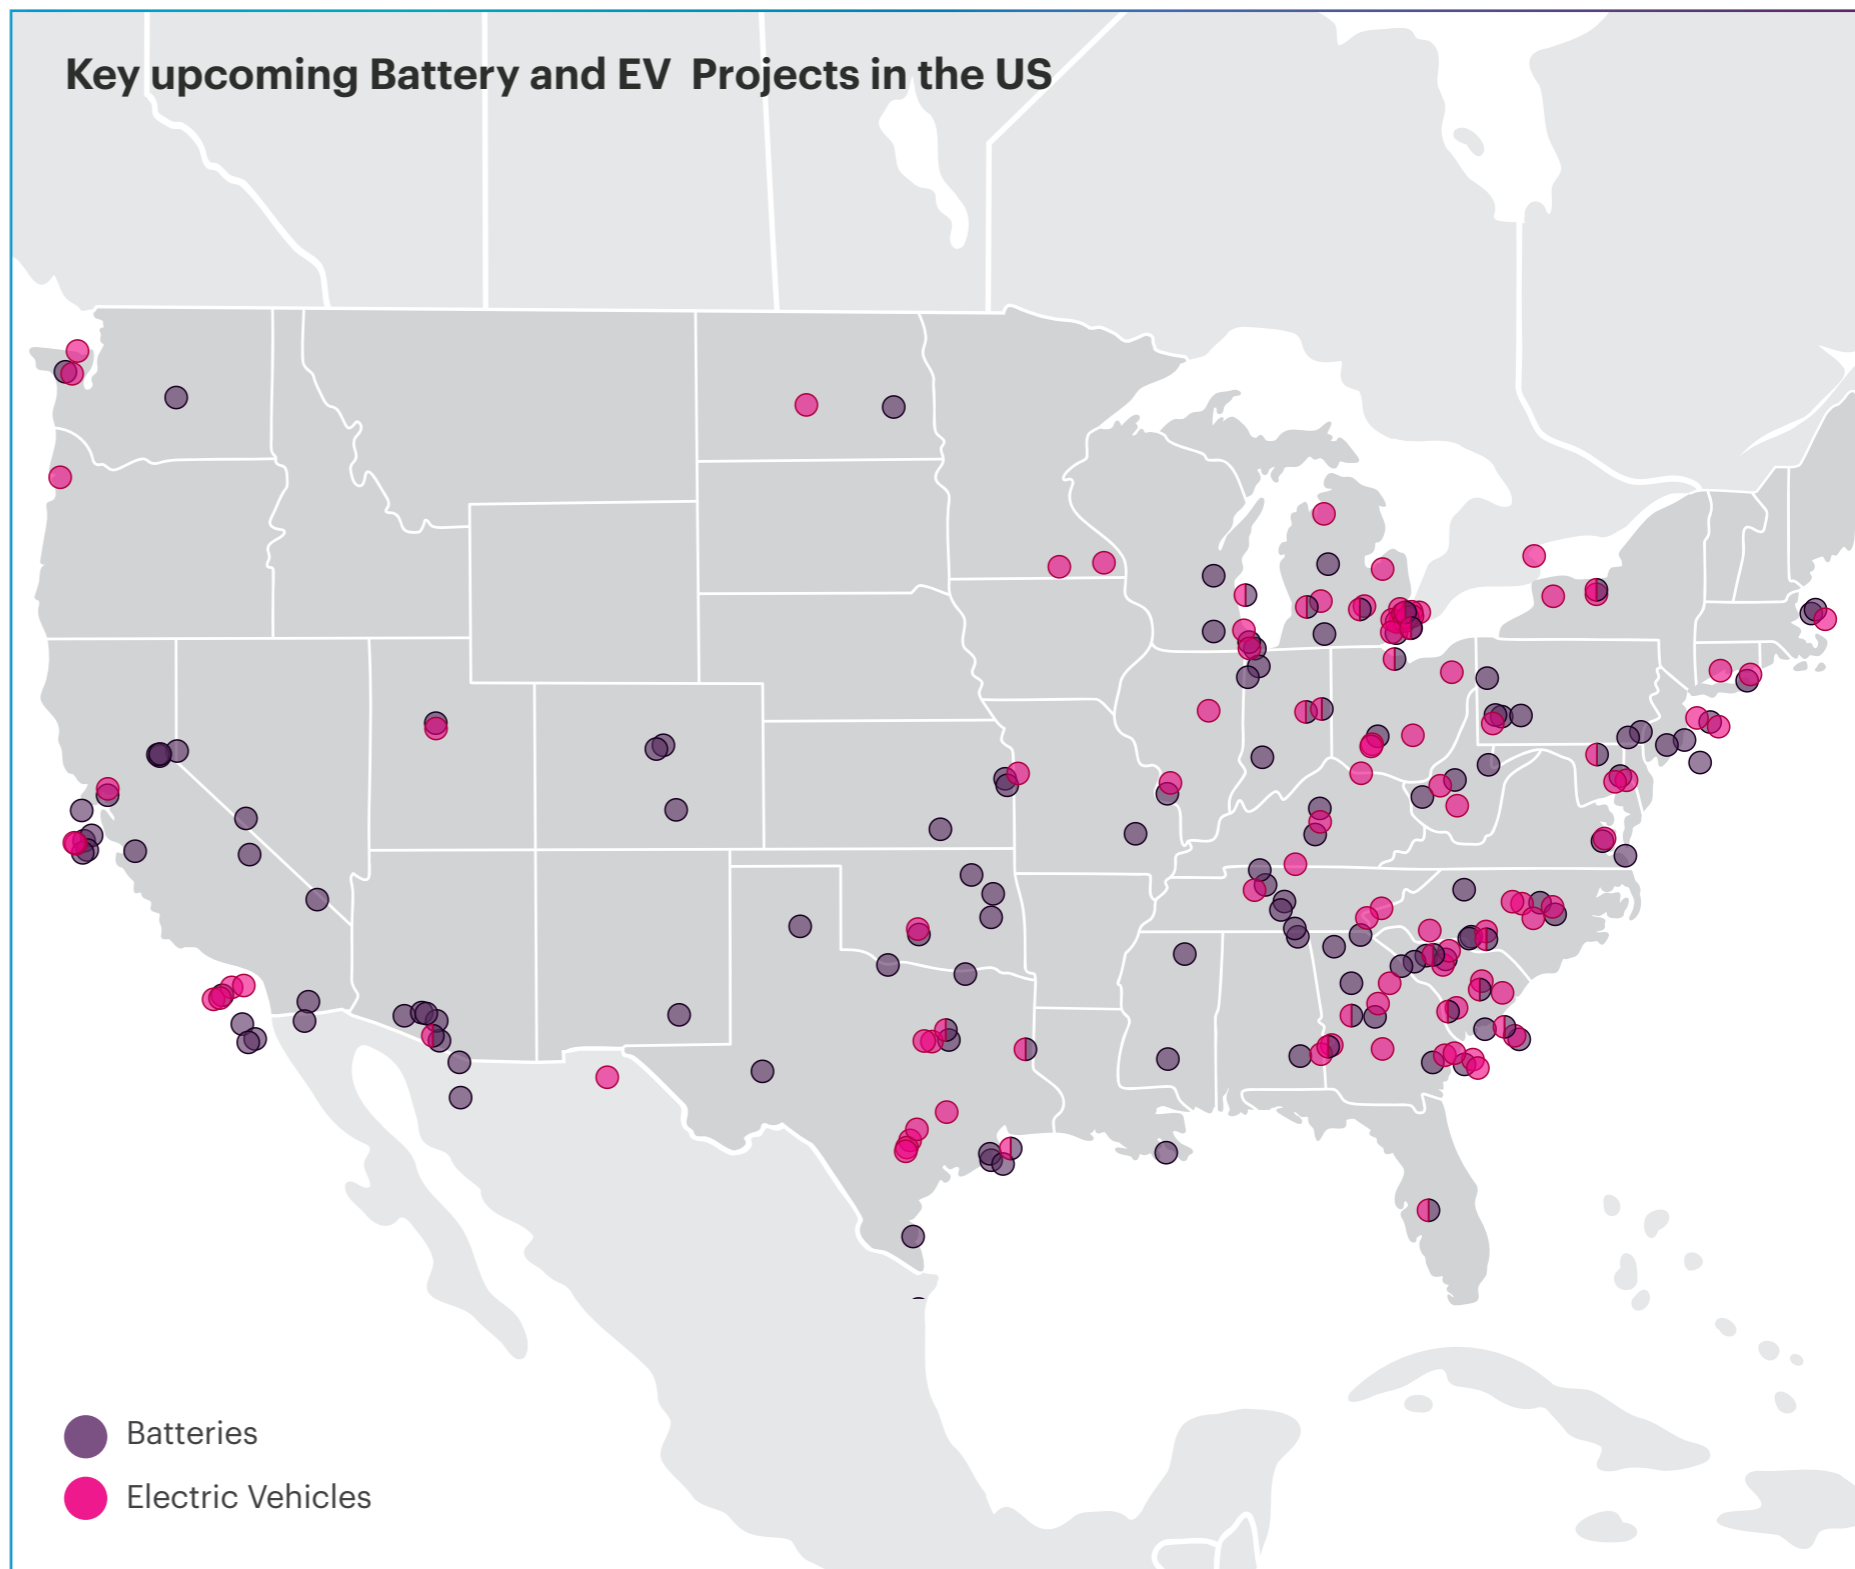 Key upcoming Battery and EV  Projects in the US
Batteries
Electric Vehicles